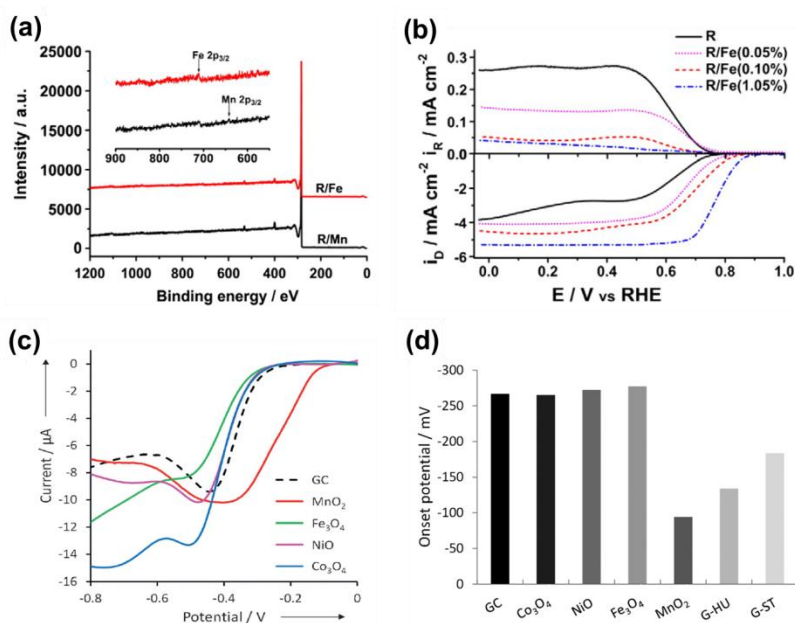 (a)
25000
20000
15000
10000
5000
0
Intensity / a.u.
Fe 2p3/2
Mn 2p3/2
900
800
700
600
R/Fe
R/Mn
1200
1000
800
600
400
200
0
Binding energy / eV
(b)
R
R/Fe(0.05%)
R/Fe(0.10%)
R/Fe(1.05%)
0.3
0.2
0.1
0.0
-2
-4
-6
iD / mA cm-2 iR / mA cm-2
0.0
0.2
0.4
0.6
0.8
1.0
E / V vs RHE
(c)
0
-2
-4
-6
-8
-10
-12
-14
-16
Current / µA
GC
MnO2
Fe3O4
NiO
Co3O4
-0.8
-0.6
-0.4
-0.2
0
Potential / V
(d)
-300
-250
-200
-150
-100
-50
0
Onset potential / mV
GC
Co3O4
NiO
Fe3O4
MnO2
G-HU
G-ST